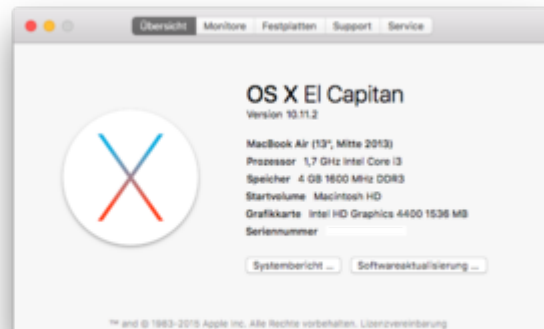 Übersicht Monitore Festplatten Support Service
OS X El Capitan
Version 10.11.2
MacBook Air (13", Mitte 2013)
Prozessor 1,7 GHz Intel Core i3
Speicher 4 GB 1600 MHz DDR3
Startvolume Macintosh HD
Grafikkarte Intel HD Graphics 4400 1536 MB
Seriennummer
Systembericht ... Softwareaktualisierung ...
™ and © 1983-2015 Apple Inc. Alle Rechte vorbehalten. Lizenzvereinbarung